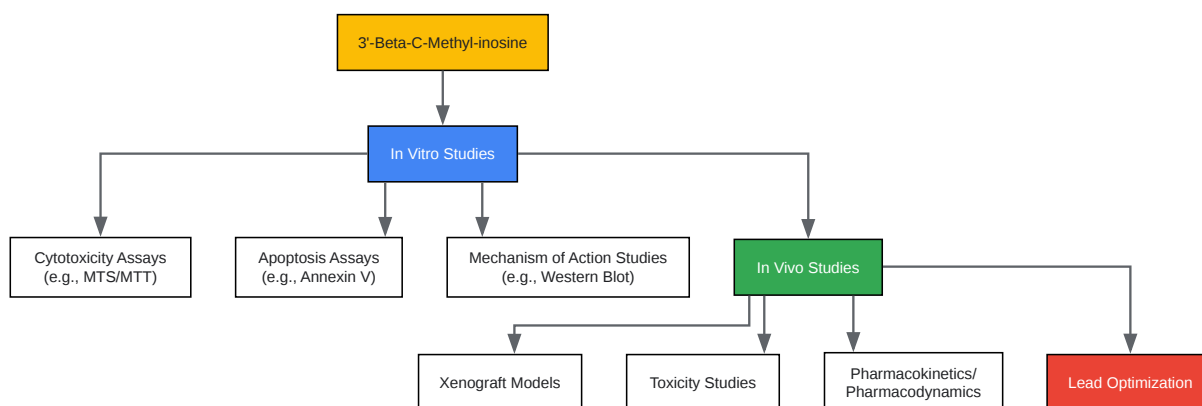 3'-Beta-C-Methyl-inosine
In Vitro Studies
Cytotoxicity Assays
(e.g., MTS/MTT)
Apoptosis Assays
(e.g., Annexin V)
Mechanism of Action Studies
(e.g., Western Blot)
In Vivo Studies
Xenograft Models
Toxicity Studies
Pharmacokinetics/
Pharmacodynamics
Lead Optimization